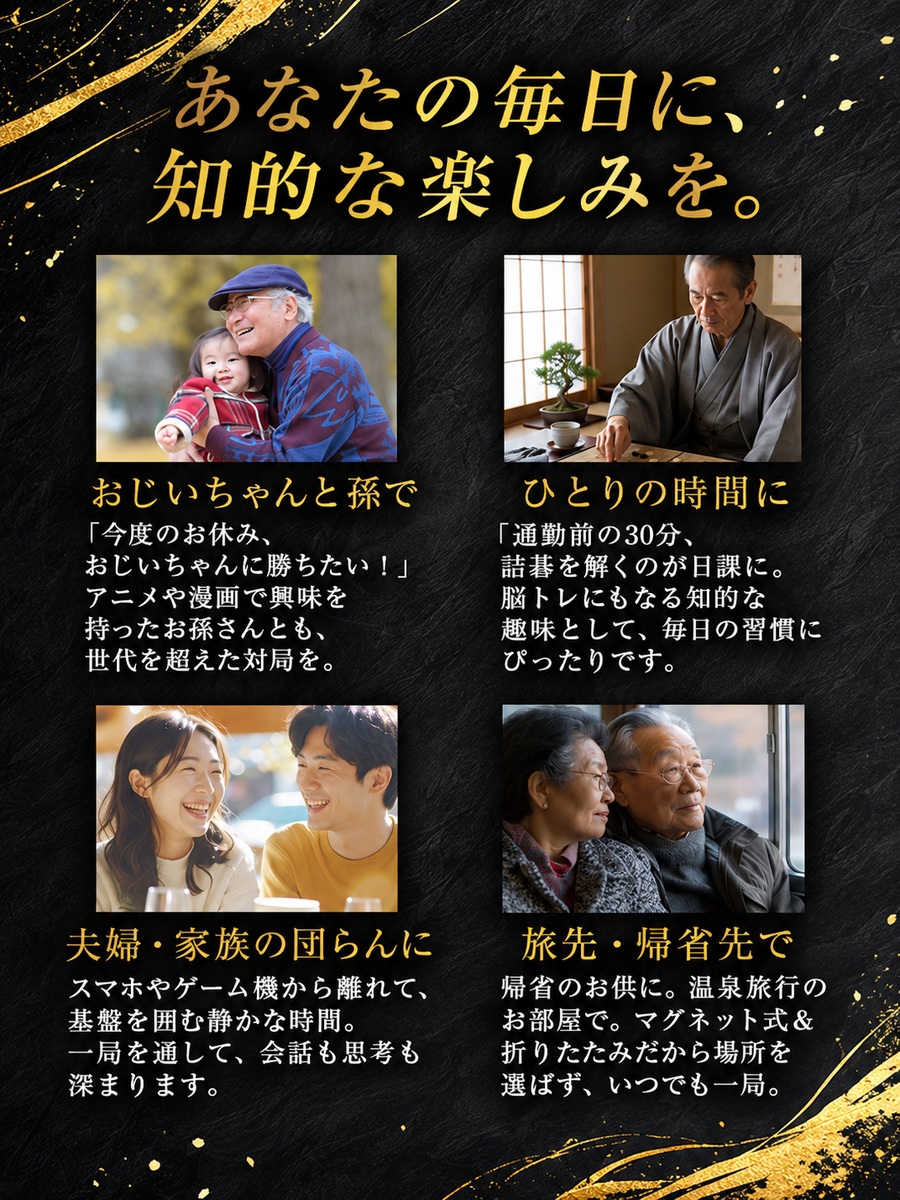 あなたの毎日に、
知的な楽しみを。
おじいちゃんと孫で
「今度のお休み、
おじいちゃんに勝ちたい！」
アニメや漫画で興味を
持ったお孫さんとも、
世代を超えた対局を。
ひとりの時間に
「通勤前の30分、
詰碁を解くのが日課に。
脳トレにもなる知的な
趣味として、毎日の習慣に
ぴったりです。
夫婦・家族の団らんに
スマホやゲーム機から離れて、
基盤を囲む静かな時間。
一局を通して、会話も思考も
深まります。
旅先・帰省先で
帰省のお供に。温泉旅行の
お部屋で。マグネット式＆
折りたたみだから場所を
選ばず、いつでも一局。